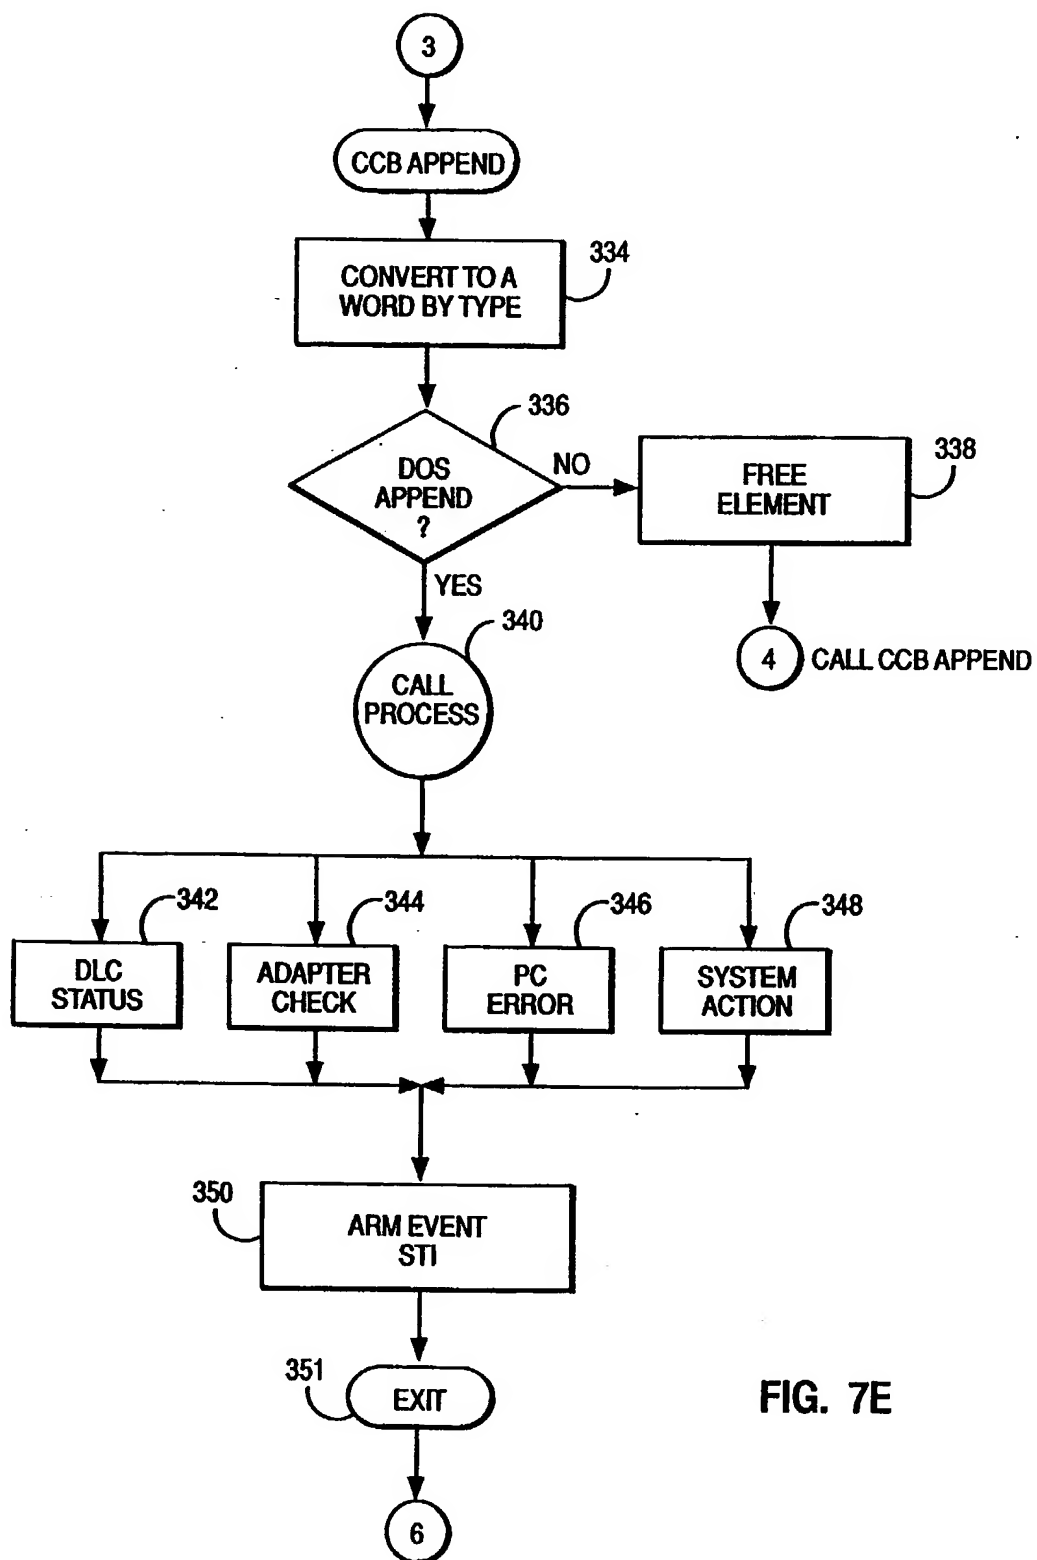 3
CCB APPEND
334
CONVERT TO A
WORD BY TYPE
336
DOS
APPEND
?
NO
338
FREE
ELEMENT
YES
340
4 CALL CCB APPEND
CALL
PROCESS
342
344
346
348
DLC
STATUS
ADAPTER
CHECK
PC
ERROR
SYSTEM
ACTION
350
ARM EVENT
STI
351
EXIT
FIG. 7E
6